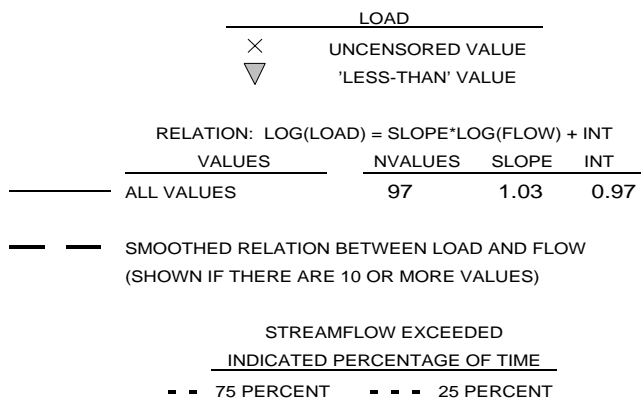 LOAD
UNCENSORED VALUE
'LESS-THAN' VALUE
RELATION: LOG(LOAD) = SLOPE*LOG(FLOW) + INT
VALUES NVALUES SLOPE INT
ALL VALUES 97 1.03 0.97
SMOOTHED RELATION BETWEEN LOAD AND FLOW
(SHOWN IF THERE ARE 10 OR MORE VALUES)
STREAMFLOW EXCEEDED
INDICATED PERCENTAGE OF TIME
75 PERCENT 25 PERCENT